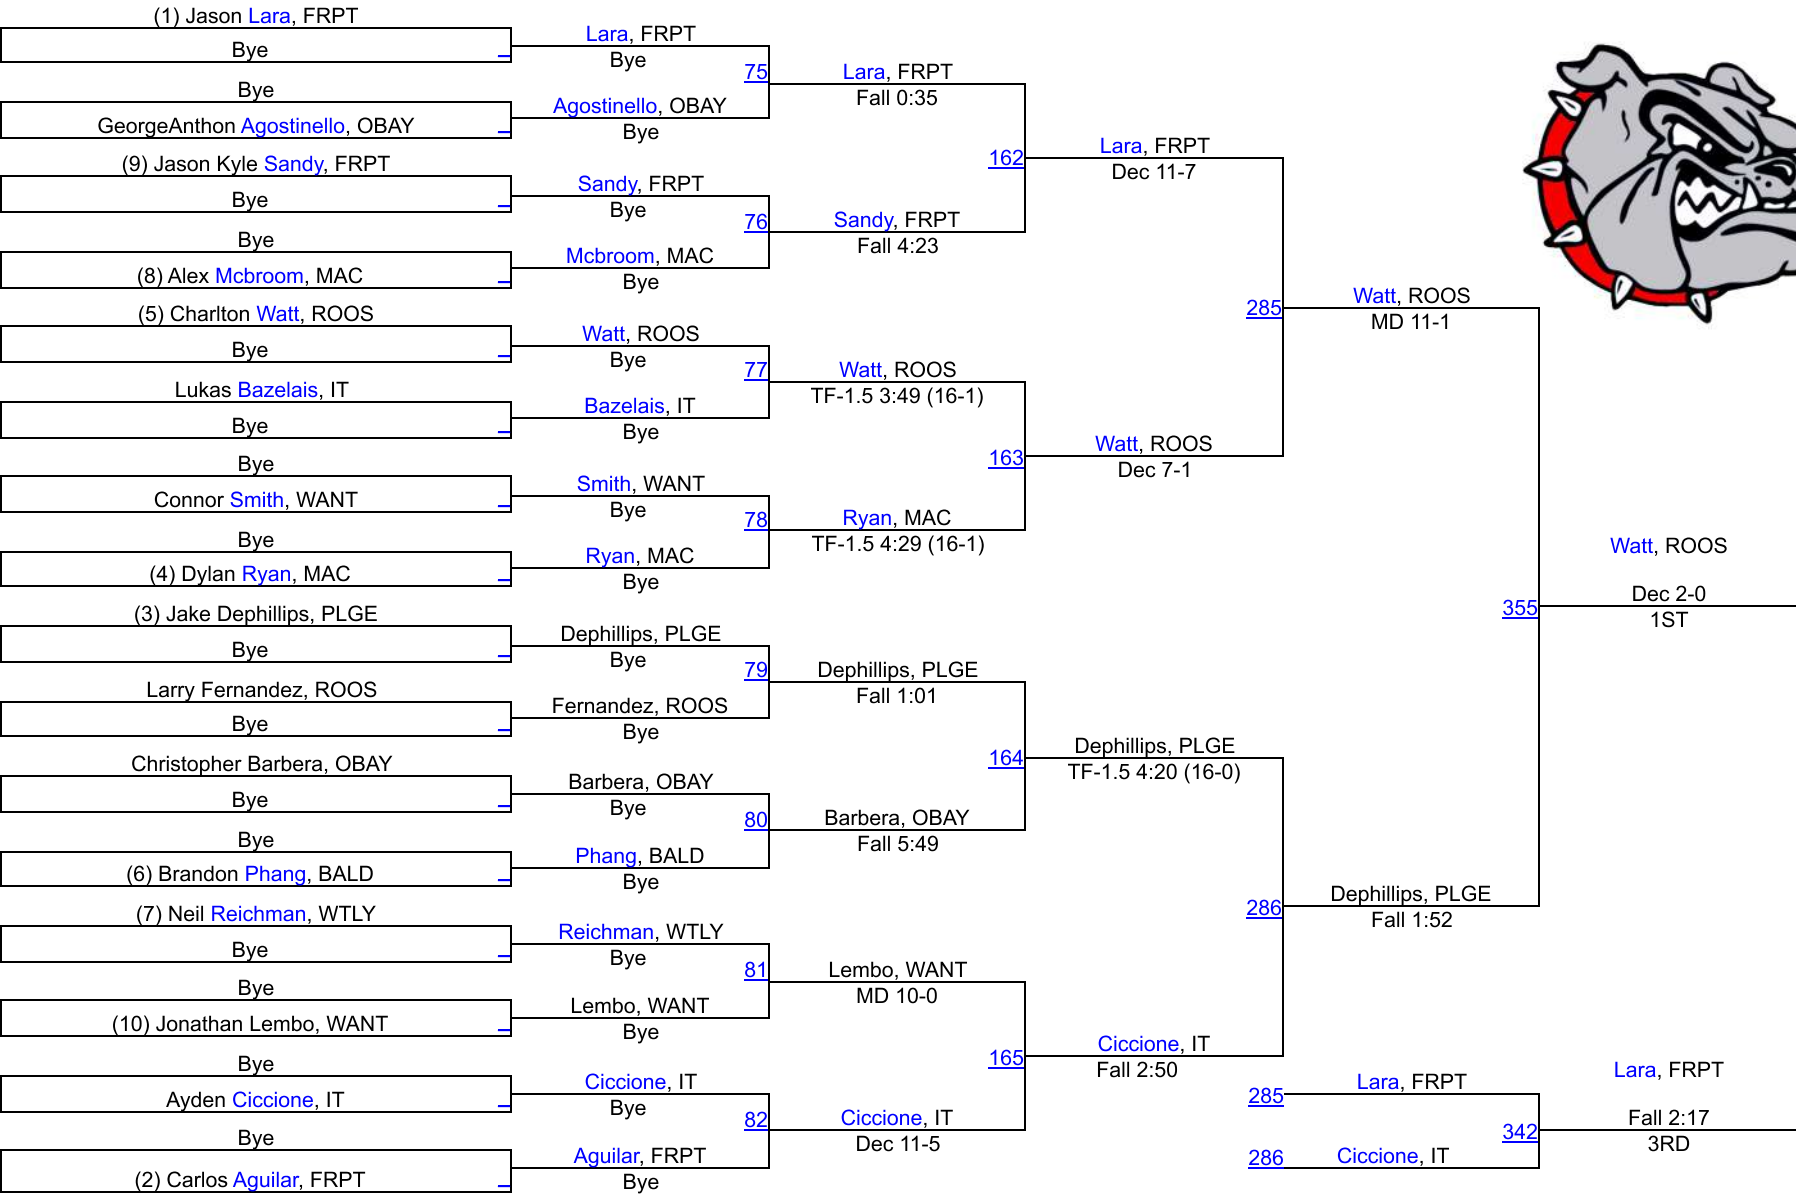 (1) Jason Lara, FRPT
Bye
Bye
GeorgeAnthon Agostinello, OBAY
(9) Jason Kyle Sandy, FRPT
Bye
Bye
(8) Alex Mcbroom, MAC
(5) Charlton Watt, ROOS
Bye
Lukas Bazelais, IT
Bye
Bye
Connor Smith, WANT
Bye
(4) Dylan Ryan, MAC
(3) Jake Dephillips, PLGE
Bye
Larry Fernandez, ROOS
Bye
Christopher Barbera, OBAY
Bye
Bye
(6) Brandon Phang, BALD
(7) Neil Reichman, WTLY
Bye
Bye
(10) Jonathan Lembo, WANT
Bye
Ayden Ciccione, IT
Bye
(2) Carlos Aguilar, FRPT
Lara, FRPT
Bye
75
Agostinello, OBAY
Bye
Sandy, FRPT
Bye
76
Mcbroom, MAC
Bye
Watt, ROOS
Bye
77
Bazelais, IT
Bye
Smith, WANT
Bye
78
Ryan, MAC
Bye
Dephillips, PLGE
Bye
79
Fernandez, ROOS
Bye
Barbera, OBAY
Bye
80
Phang, BALD
Bye
Reichman, WTLY
Bye
81
Lembo, WANT
Bye
Ciccione, IT
Bye
82
Aguilar, FRPT
Bye
Lara, FRPT
Fall 0:35
162
Sandy, FRPT
Fall 4:23
Watt, ROOS
TF-1.5 3:49 (16-1)
163
Ryan, MAC
TF-1.5 4:29 (16-1)
Dephillips, PLGE
Fall 1:01
164
Barbera, OBAY
Fall 5:49
Lembo, WANT
MD 10-0
165
Ciccione, IT
Dec 11-5
Lara, FRPT
Dec 11-7
285
Watt, ROOS
Dec 7-1
Dephillips, PLGE
TF-1.5 4:20 (16-0)
286
Ciccione, IT
Fall 2:50
Watt, ROOS
MD 11-1
355
Dephillips, PLGE
Fall 1:52
Watt, ROOS
Dec 2-0
1ST
285
Lara, FRPT
342
286
Ciccione, IT
Lara, FRPT
Fall 2:17
3RD